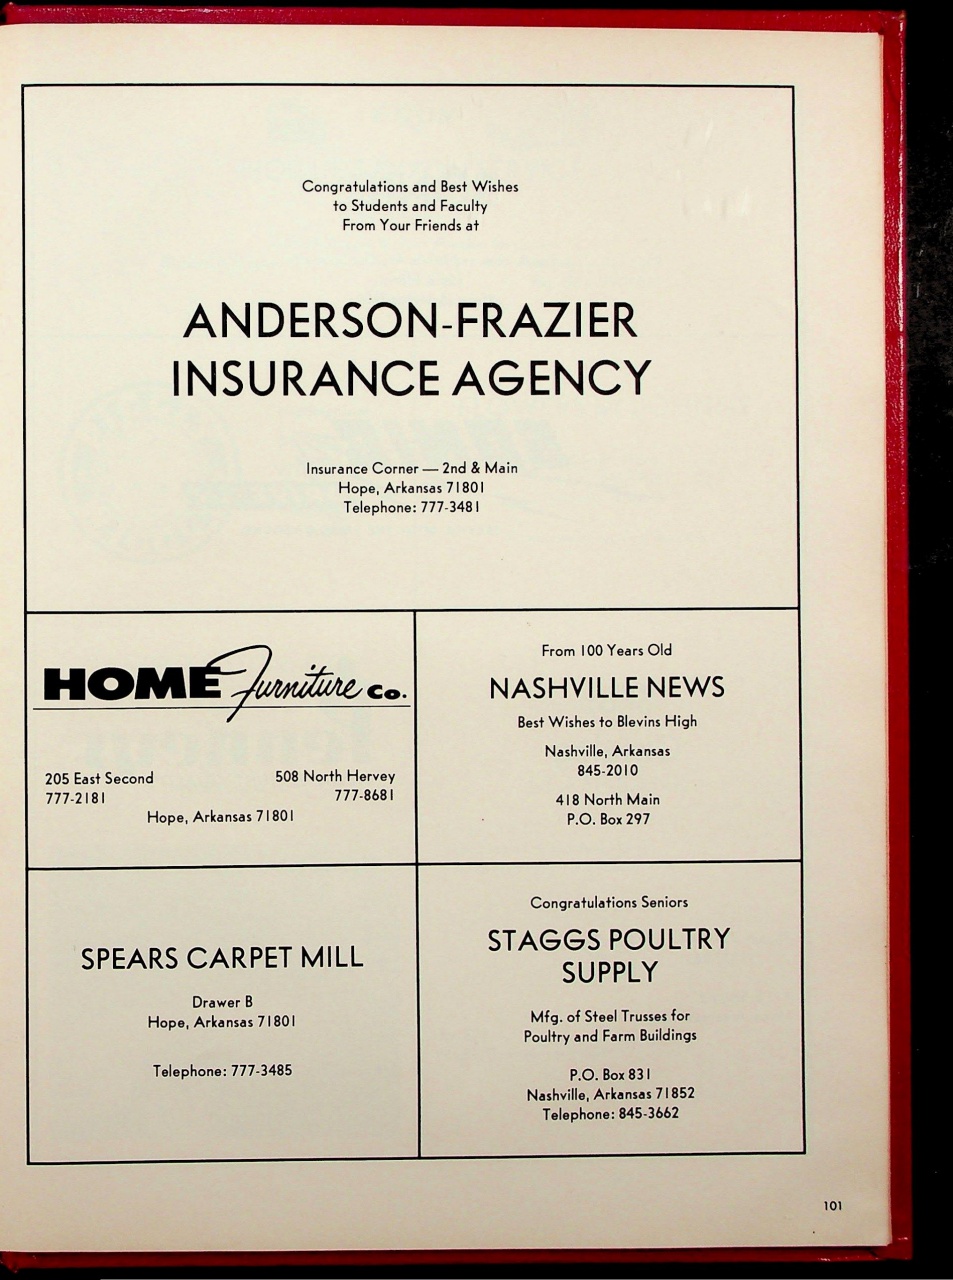 Congratulations and Best Wishes
to Students and Faculty
From Your Friends at
ANDERSON-FRAZIER
INSURANCE AGENCY
Insurance Corner — 2nd & Main
Hope, Arkansas 71801
Telephone: 777-3481
HOME Furniture Co.
205 East Second
777-2181
508 North Hervey
777-8681
Hope, Arkansas 71801
From 100 Years Old
NASHVILLE NEWS
Best Wishes to Blevins High
Nashville, Arkansas
845-2010
418 North Main
P.O. Box 297
SPEARS CARPET MILL
Drawer B
Hope, Arkansas 71801
Telephone: 777-3485
Congratulations Seniors
STAGGS POULTRY
SUPPLY
Mfg. of Steel Trusses for
Poultry and Farm Buildings
P.O. Box 831
Nashville, Arkansas 71852
Telephone: 845-3662
101